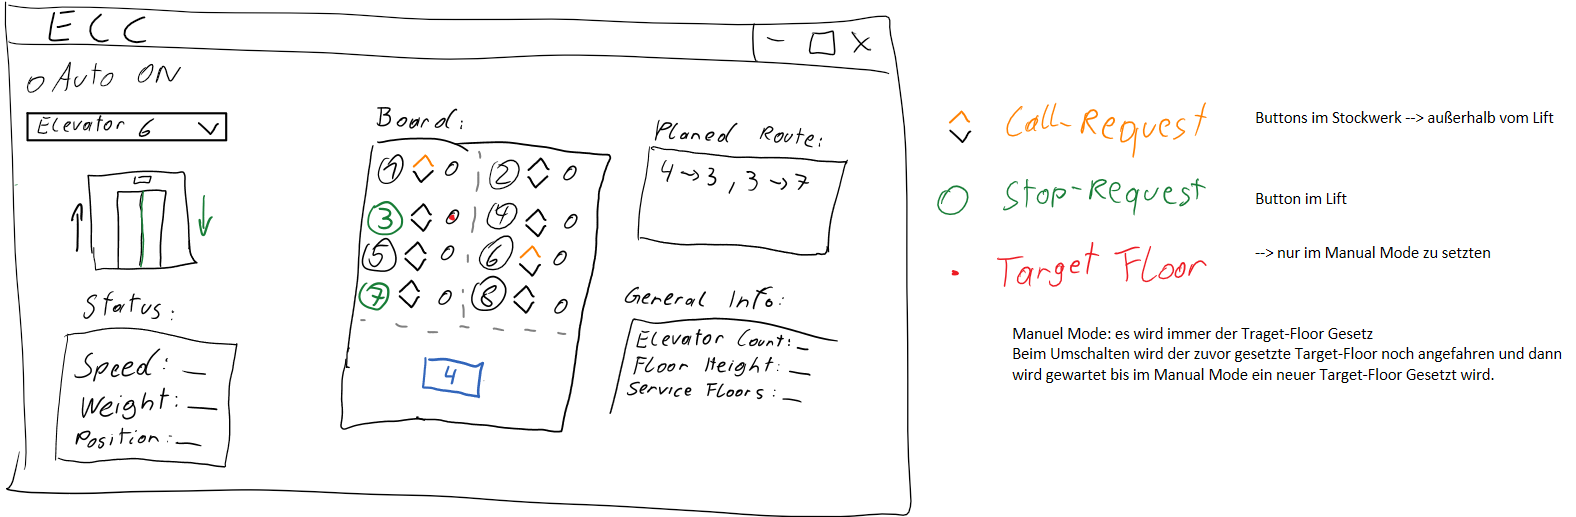 ECC
Auto ON
Elevator 6
Status:
Speed:
Weight:
Position:
Board:
1 2
3 4
5 6
7 8
4
Planed Route:
4→3, 3→7
General Info:
Elevator Count:
Floor Height:
Service Floors:
Call-Request
Buttons im Stockwerk --> außerhalb vom Lift
Stop-Request
Button im Lift
Target Floor
--> nur im Manual Mode zu setzten
Manuel Mode: es wird immer der Traget-Floor Gesetz
Beim Umschalten wird der zuvor gesetzte Target-Floor noch angefahren und dann
wird gewartet bis im Manual Mode ein neuer Target-Floor Gesetzt wird.